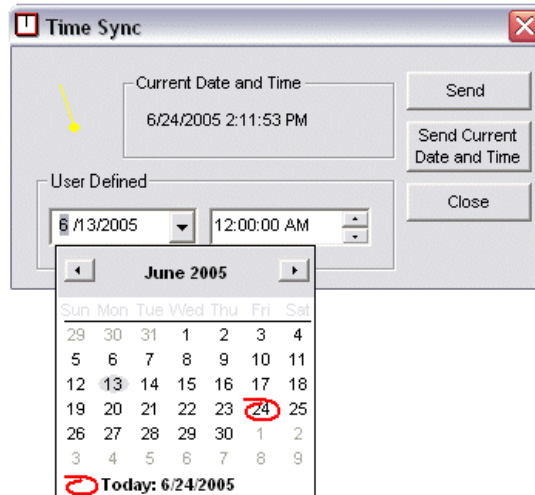 Time Sync
Current Date and Time
6/24/2005 2:11:53 PM
Send
Send Current
Date and Time
Close
User Defined
6 /13/2005
12:00:00 AM
June 2005
Sun Mon Tue Wed Thu Fri Sat
29 30 31 1 2 3 4
5 6 7 8 9 10 11
12 13 14 15 16 17 18
19 20 21 22 23 24 25
26 27 28 29 30 1 2
3 4 5 6 7 8 9
Today: 6/24/2005